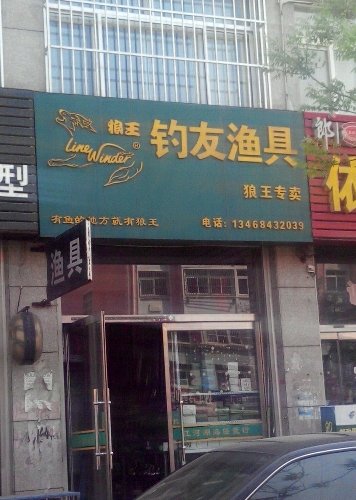 狼王
Line Winder®
钓友渔具
狼王专卖
有鱼的地方就有狼王
电话: 13468432039
渔具
型
郎
依